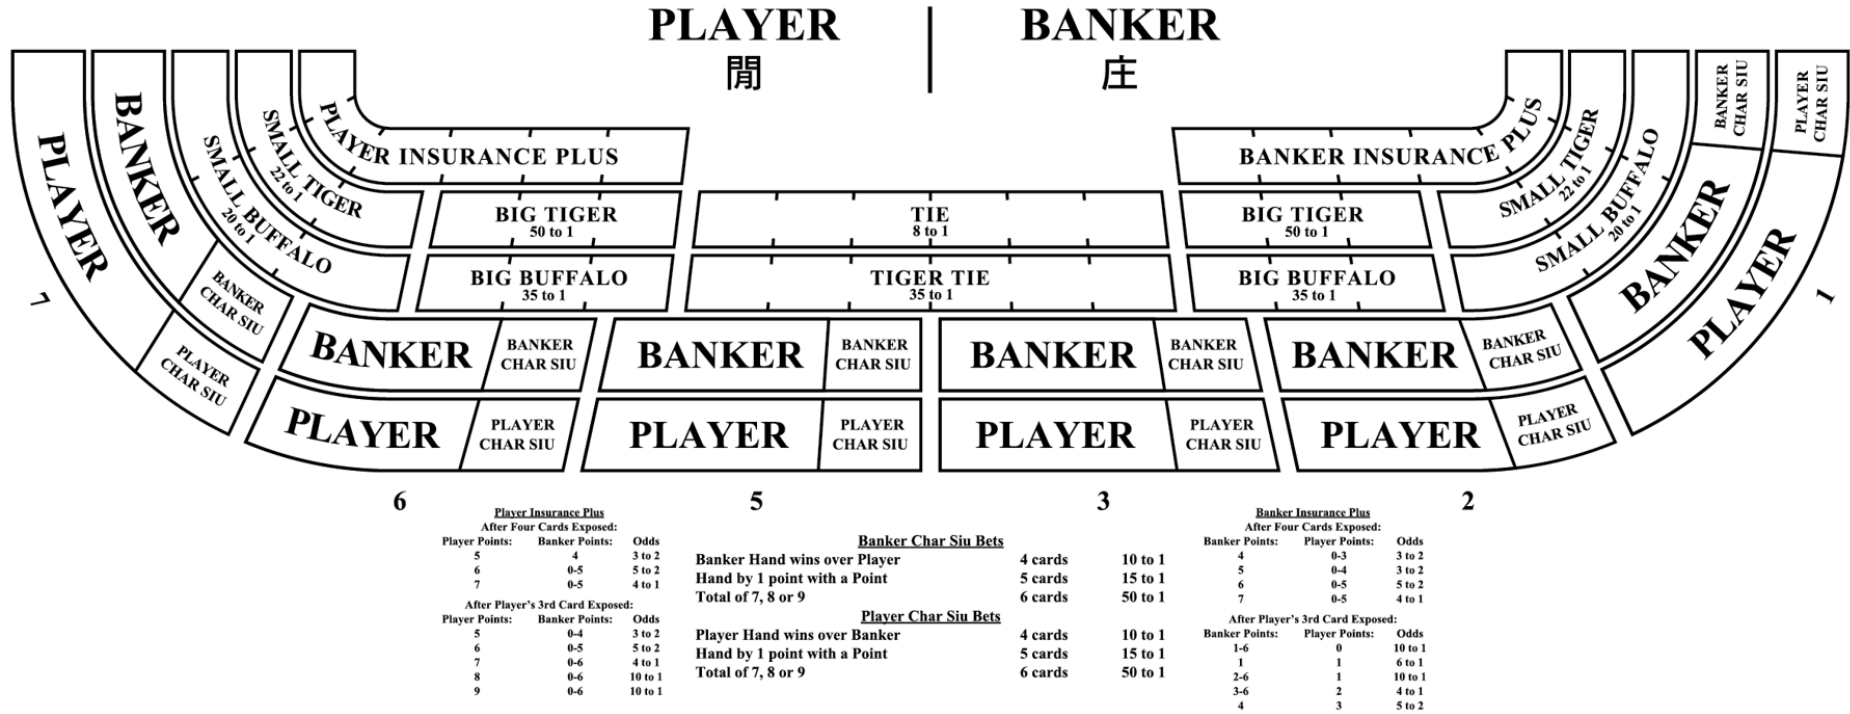 PLAYER
閒
BANKER
庄
PLAYER
BANKER
SMALL BUFFALO
20 to 1
SMALL TIGER
22 to 1
PLAYER INSURANCE PLUS
BANKER INSURANCE PLUS
SMALL TIGER
22 to 1
SMALL BUFFALO
20 to 1
BANKER
CHAR SIU
PLAYER
CHAR SIU
BIG TIGER
50 to 1
TIE
8 to 1
BIG TIGER
50 to 1
BIG BUFFALO
35 to 1
TIGER TIE
35 to 1
BIG BUFFALO
35 to 1
BANKER
PLAYER
BANKER
CHAR SIU
PLAYER
CHAR SIU
7
1
BANKER
BANKER
CHAR SIU
BANKER
BANKER
CHAR SIU
BANKER
BANKER
CHAR SIU
BANKER
BANKER
CHAR SIU
PLAYER
PLAYER
CHAR SIU
PLAYER
PLAYER
CHAR SIU
PLAYER
PLAYER
CHAR SIU
PLAYER
PLAYER
CHAR SIU
6
5
3
2
Player Insurance Plus
After Four Cards Exposed:
Player Points: Banker Points: Odds
5 4 3 to 2
6 0-5 5 to 2
7 0-5 4 to 1
After Player's 3rd Card Exposed:
Player Points: Banker Points: Odds
5 0-4 3 to 2
6 0-5 5 to 2
7 0-6 4 to 1
8 0-6 10 to 1
9 0-6 10 to 1
Banker Char Siu Bets
Banker Hand wins over Player 4 cards 10 to 1
Hand by 1 point with a Point 5 cards 15 to 1
Total of 7, 8 or 9 6 cards 50 to 1
Player Char Siu Bets
Player Hand wins over Banker 4 cards 10 to 1
Hand by 1 point with a Point 5 cards 15 to 1
Total of 7, 8 or 9 6 cards 50 to 1
Banker Insurance Plus
After Four Cards Exposed:
Banker Points: Player Points: Odds
4 0-3 3 to 2
5 0-4 3 to 2
6 0-5 5 to 2
7 0-5 4 to 1
After Player's 3rd Card Exposed:
Banker Points: Player Points: Odds
1-6 0 10 to 1
1 1 6 to 1
2-6 1 10 to 1
3-6 2 4 to 1
4 3 5 to 2